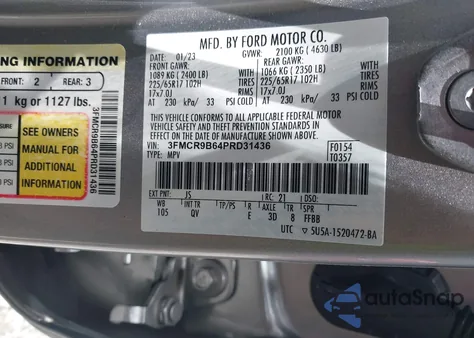 ING INFORMATION
FRONT: 2 REAR: 3
1 kg or 1127 lbs.
SEE OWNERS
MANUAL FOR
ADDITIONAL
INFORMATION
3FMCR9B64PRD31436
MFD. BY FORD MOTOR CO.
DATE: 01/23 GVWR: 2100 KG (4630 LB)
FRONT GAWR: REAR GAWR:
1089 KG (2400 LB) WITH 1066 KG (2350 LB) WITH
225/65R17 102H TIRES 225/65R17 102H TIRES
17x7.0J RIMS 17x7.0J RIMS
AT 230 kPa/ 33 PSI COLD AT 230 kPa/ 33 PSI COLD
THIS VEHICLE CONFORMS TO ALL APPLICABLE FEDERAL MOTOR
VEHICLE SAFETY AND THEFT PREVENTION STANDARDS IN EFFECT ON THE DATE OF MANUFACTURE SHOWN ABOVE.
VIN: 3FMCR9B64PRD31436 F0154
TYPE: MPV T0357
EXT PNT: JS RC: 21
WB INT TR TP/PS R AXLE TR SPR
105 QV E 3D 8 FFBB
UTC 5U5A-1520472-BA
autoSnap